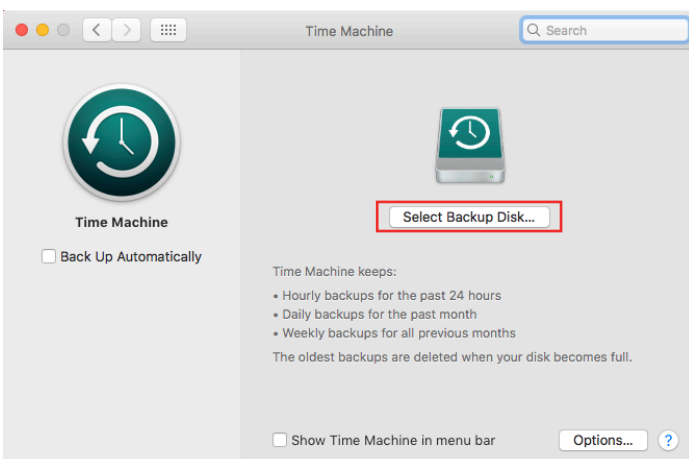 Time Machine
Search
Time Machine
Back Up Automatically
Select Backup Disk...
Time Machine keeps:
• Hourly backups for the past 24 hours
• Daily backups for the past month
• Weekly backups for all previous months
The oldest backups are deleted when your disk becomes full.
Show Time Machine in menu bar
Options...
?